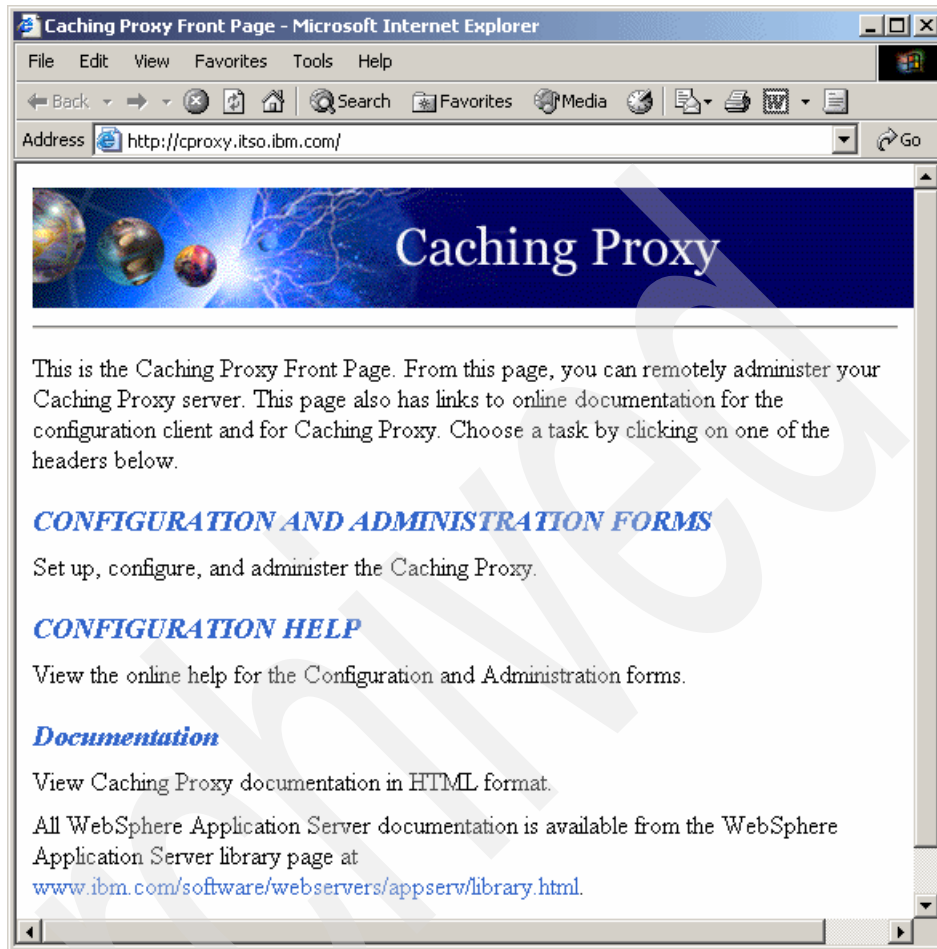 Caching Proxy Front Page - Microsoft Internet Explorer
File Edit View Favorites Tools Help
Back Search Favorites Media
Address http://cproxy.itso.ibm.com/ Go
Caching Proxy
This is the Caching Proxy Front Page. From this page, you can remotely administer your
Caching Proxy server. This page also has links to online documentation for the
configuration client and for Caching Proxy. Choose a task by clicking on one of the
headers below.
CONFIGURATION AND ADMINISTRATION FORMS
Set up, configure, and administer the Caching Proxy.
CONFIGURATION HELP
View the online help for the Configuration and Administration forms.
Documentation
View Caching Proxy documentation in HTML format.
All WebSphere Application Server documentation is available from the WebSphere
Application Server library page at
www.ibm.com/software/webservers/appserv/library.html.